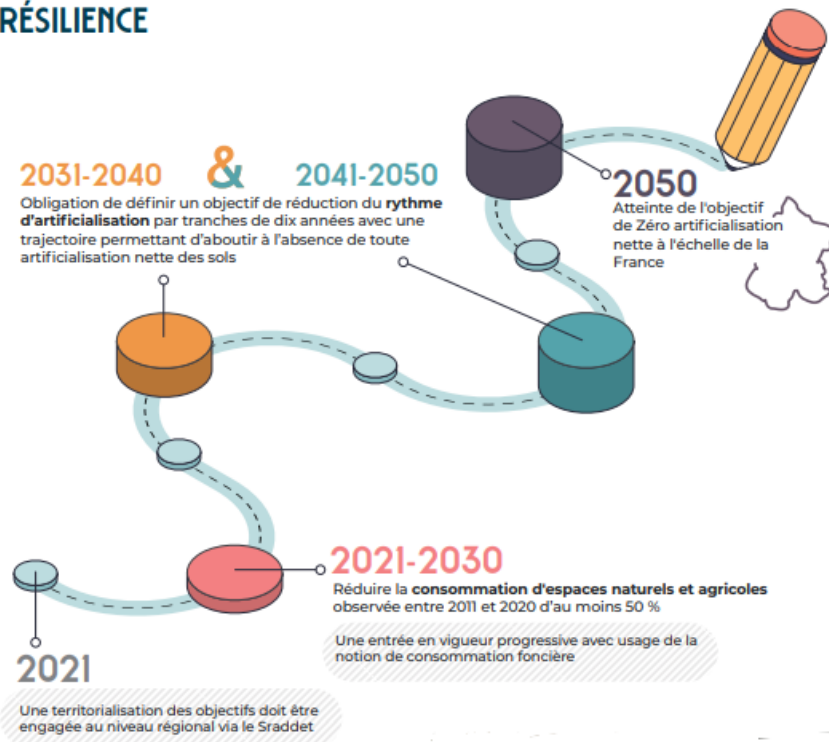 RÉSILIENCE
2031-2040 & 2041-2050
Obligation de définir un objectif de réduction du rythme
d'artificialisation par tranches de dix années avec une
trajectoire permettant d'aboutir à l'absence de toute
artificialisation nette des sols
2050
Atteinte de l'objectif
de Zéro artificialisation
nette à l'échelle de la
France
2021-2030
Réduire la consommation d'espaces naturels et agricoles
observée entre 2011 et 2020 d'au moins 50 %
Une entrée en vigueur progressive avec usage de la
notion de consommation foncière
2021
Une territorialisation des objectifs doit être
engagée au niveau régional via le Sraddet